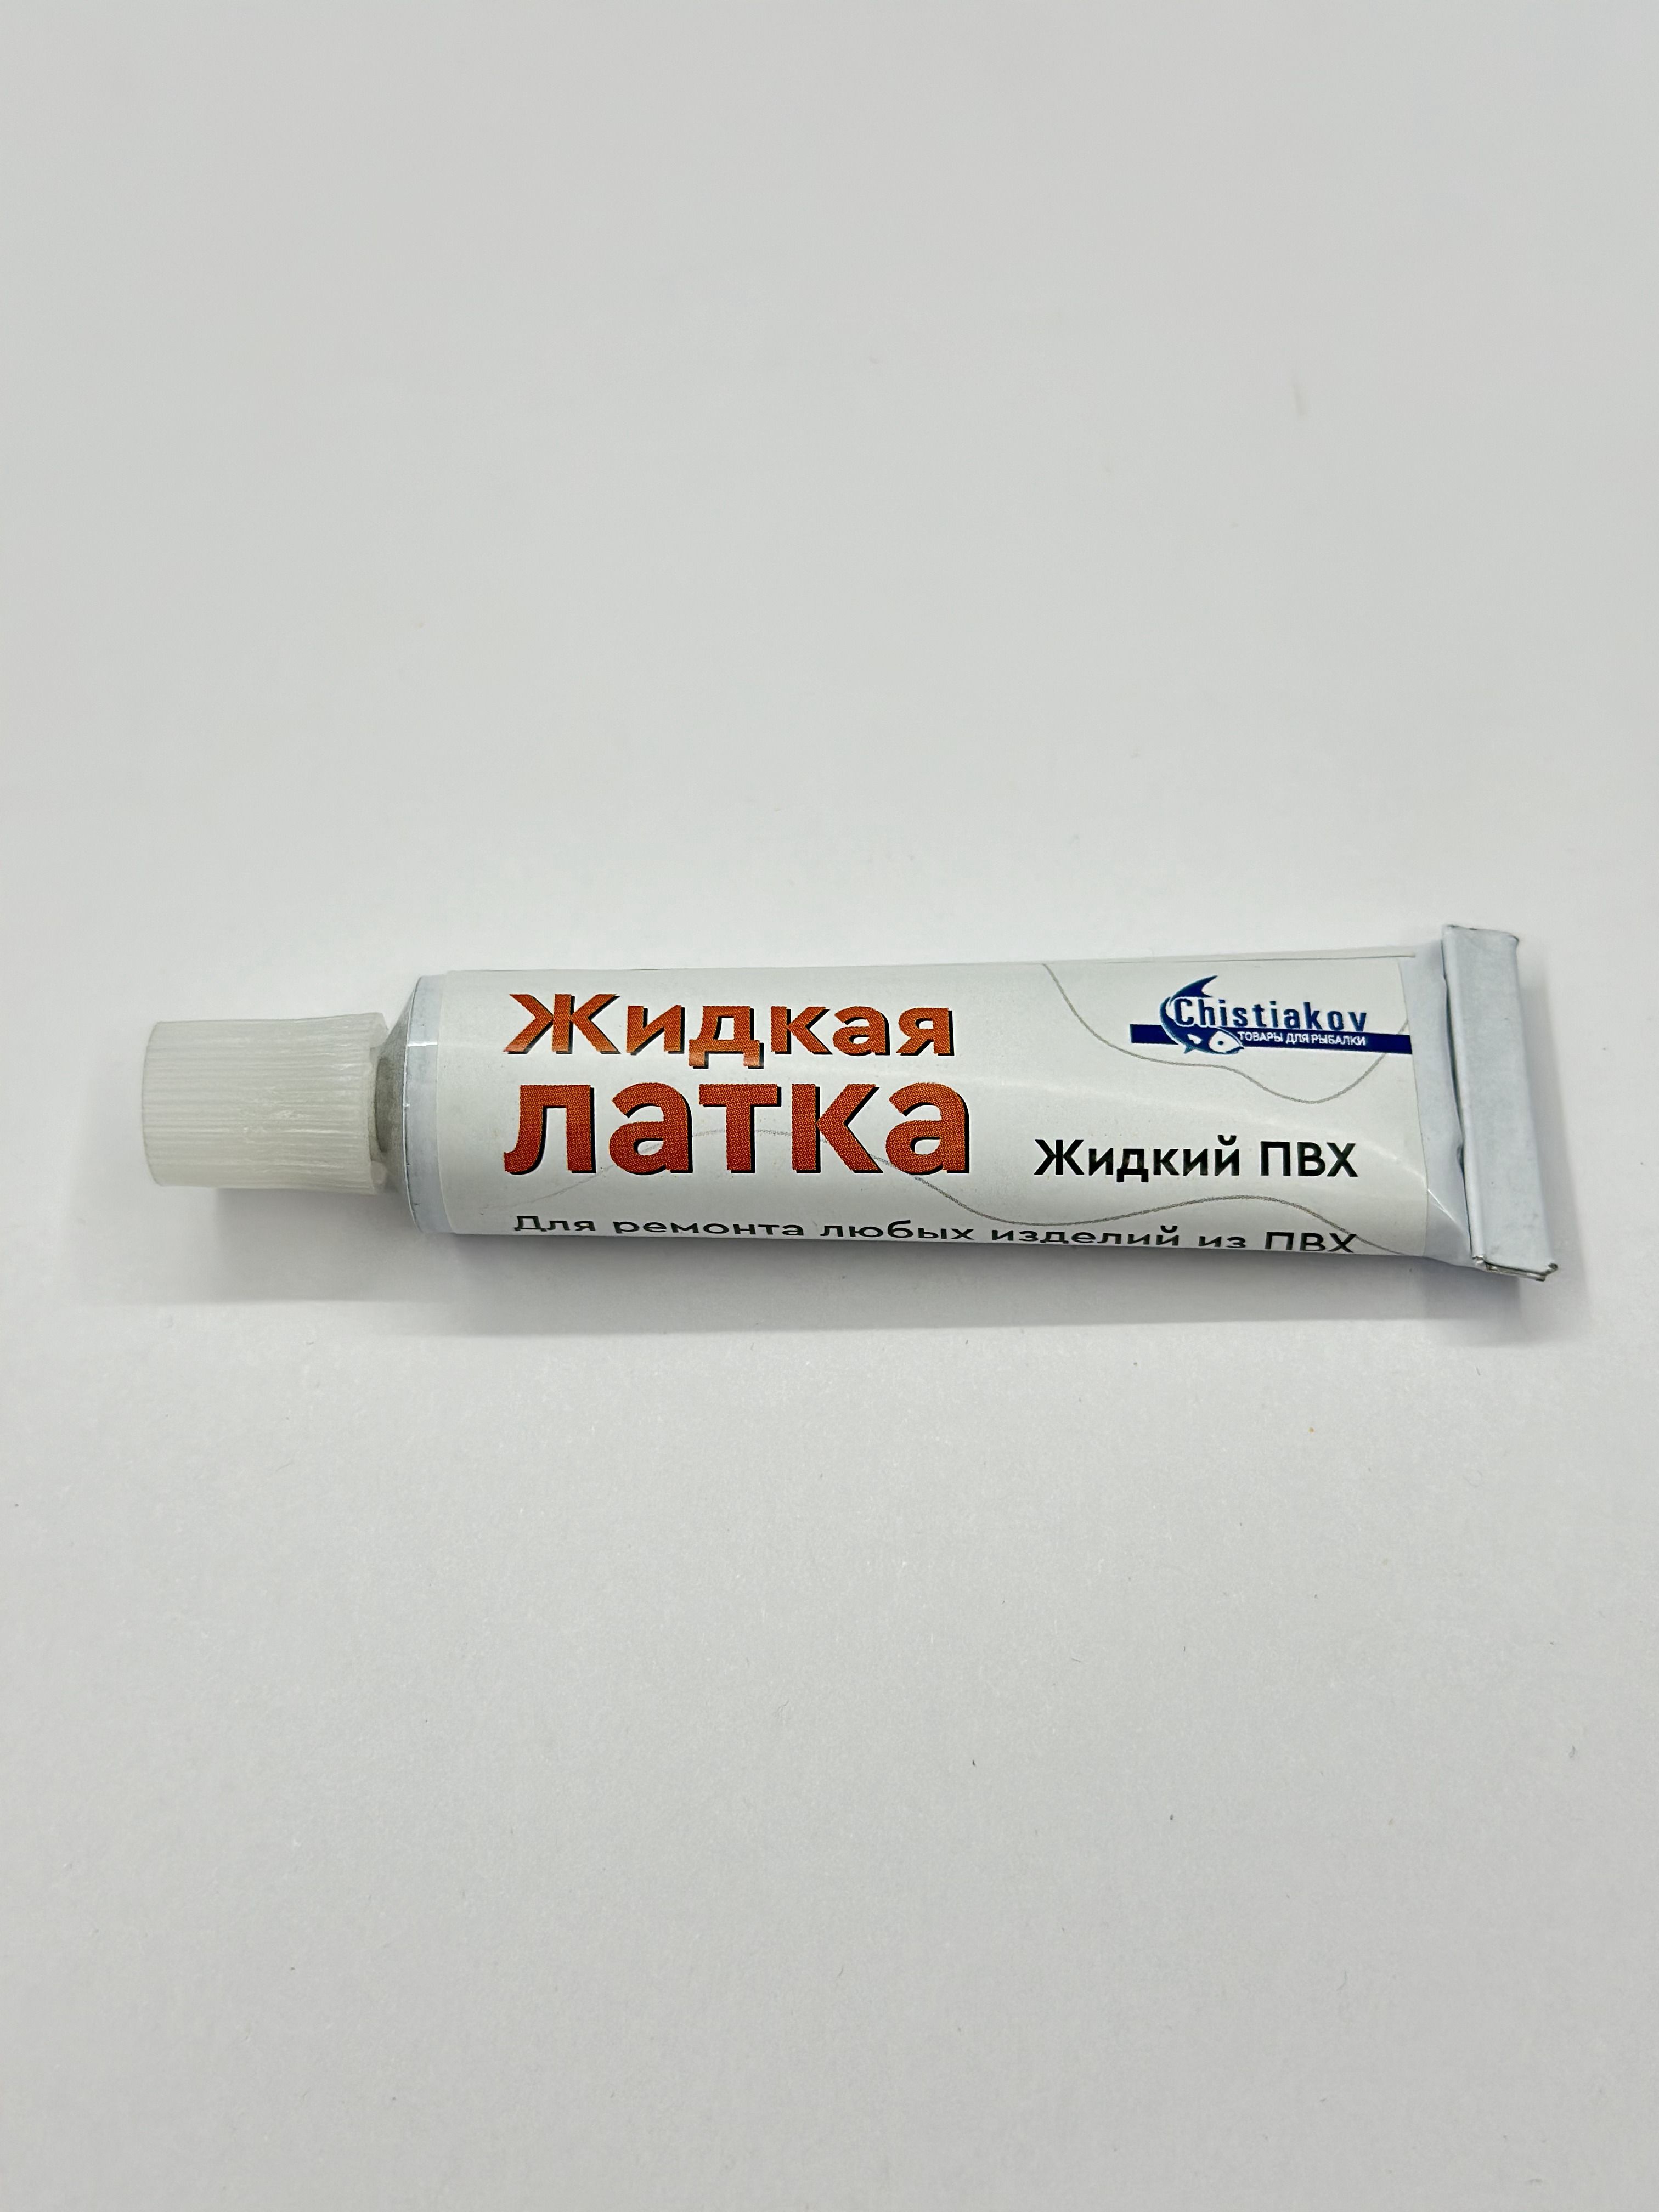 Жидкая
латка
Chistiakov
ТОВАРЫ ДЛЯ РЫБАЛКИ
Жидкий ПВХ
Для ремонта любых изделий из ПВХ